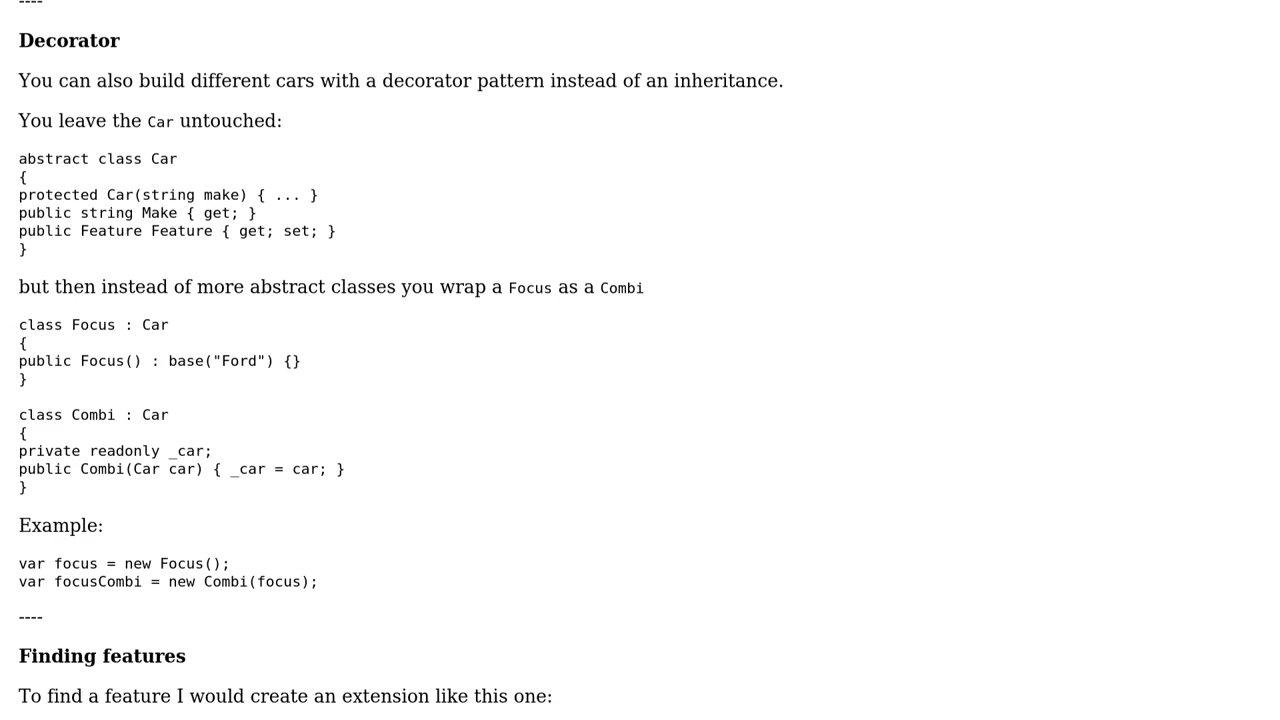 ----
Decorator
You can also build different cars with a decorator pattern instead of an inheritance.
You leave the Car untouched:
abstract class Car
{
protected Car(string make) { ... }
public string Make { get; }
public Feature Feature { get; set; }
}
but then instead of more abstract classes you wrap a Focus as a Combi
class Focus : Car
{
public Focus() : base("Ford") {}
}
class Combi : Car
{
private readonly _car;
public Combi(Car car) { _car = car; }
}
Example:
var focus = new Focus();
var focusCombi = new Combi(focus);
----
Finding features
To find a feature I would create an extension like this one: